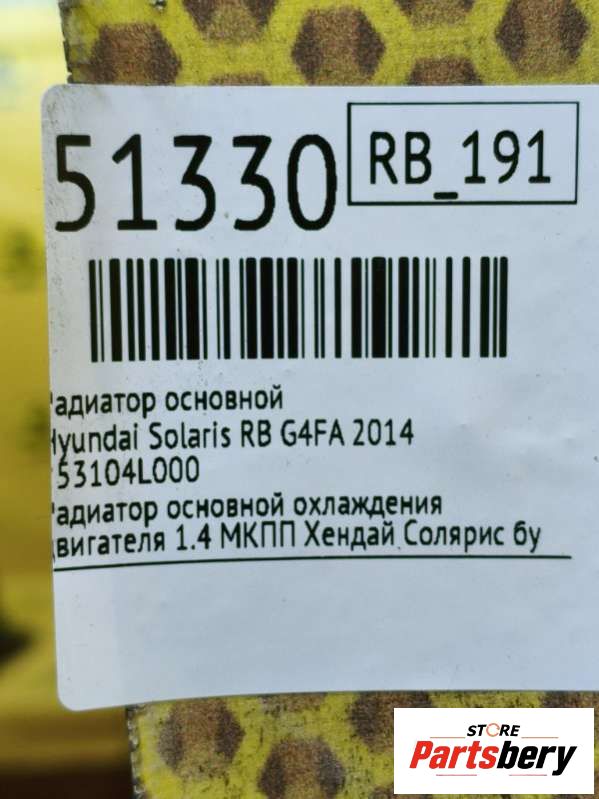 51330
RB_191
адиатор основной
yundai Solaris RB G4FA 2014
53104L000
адиатор основной охлаждения
вигателя 1.4 МКПП Хендай Солярис бу
STORE
Partsbery